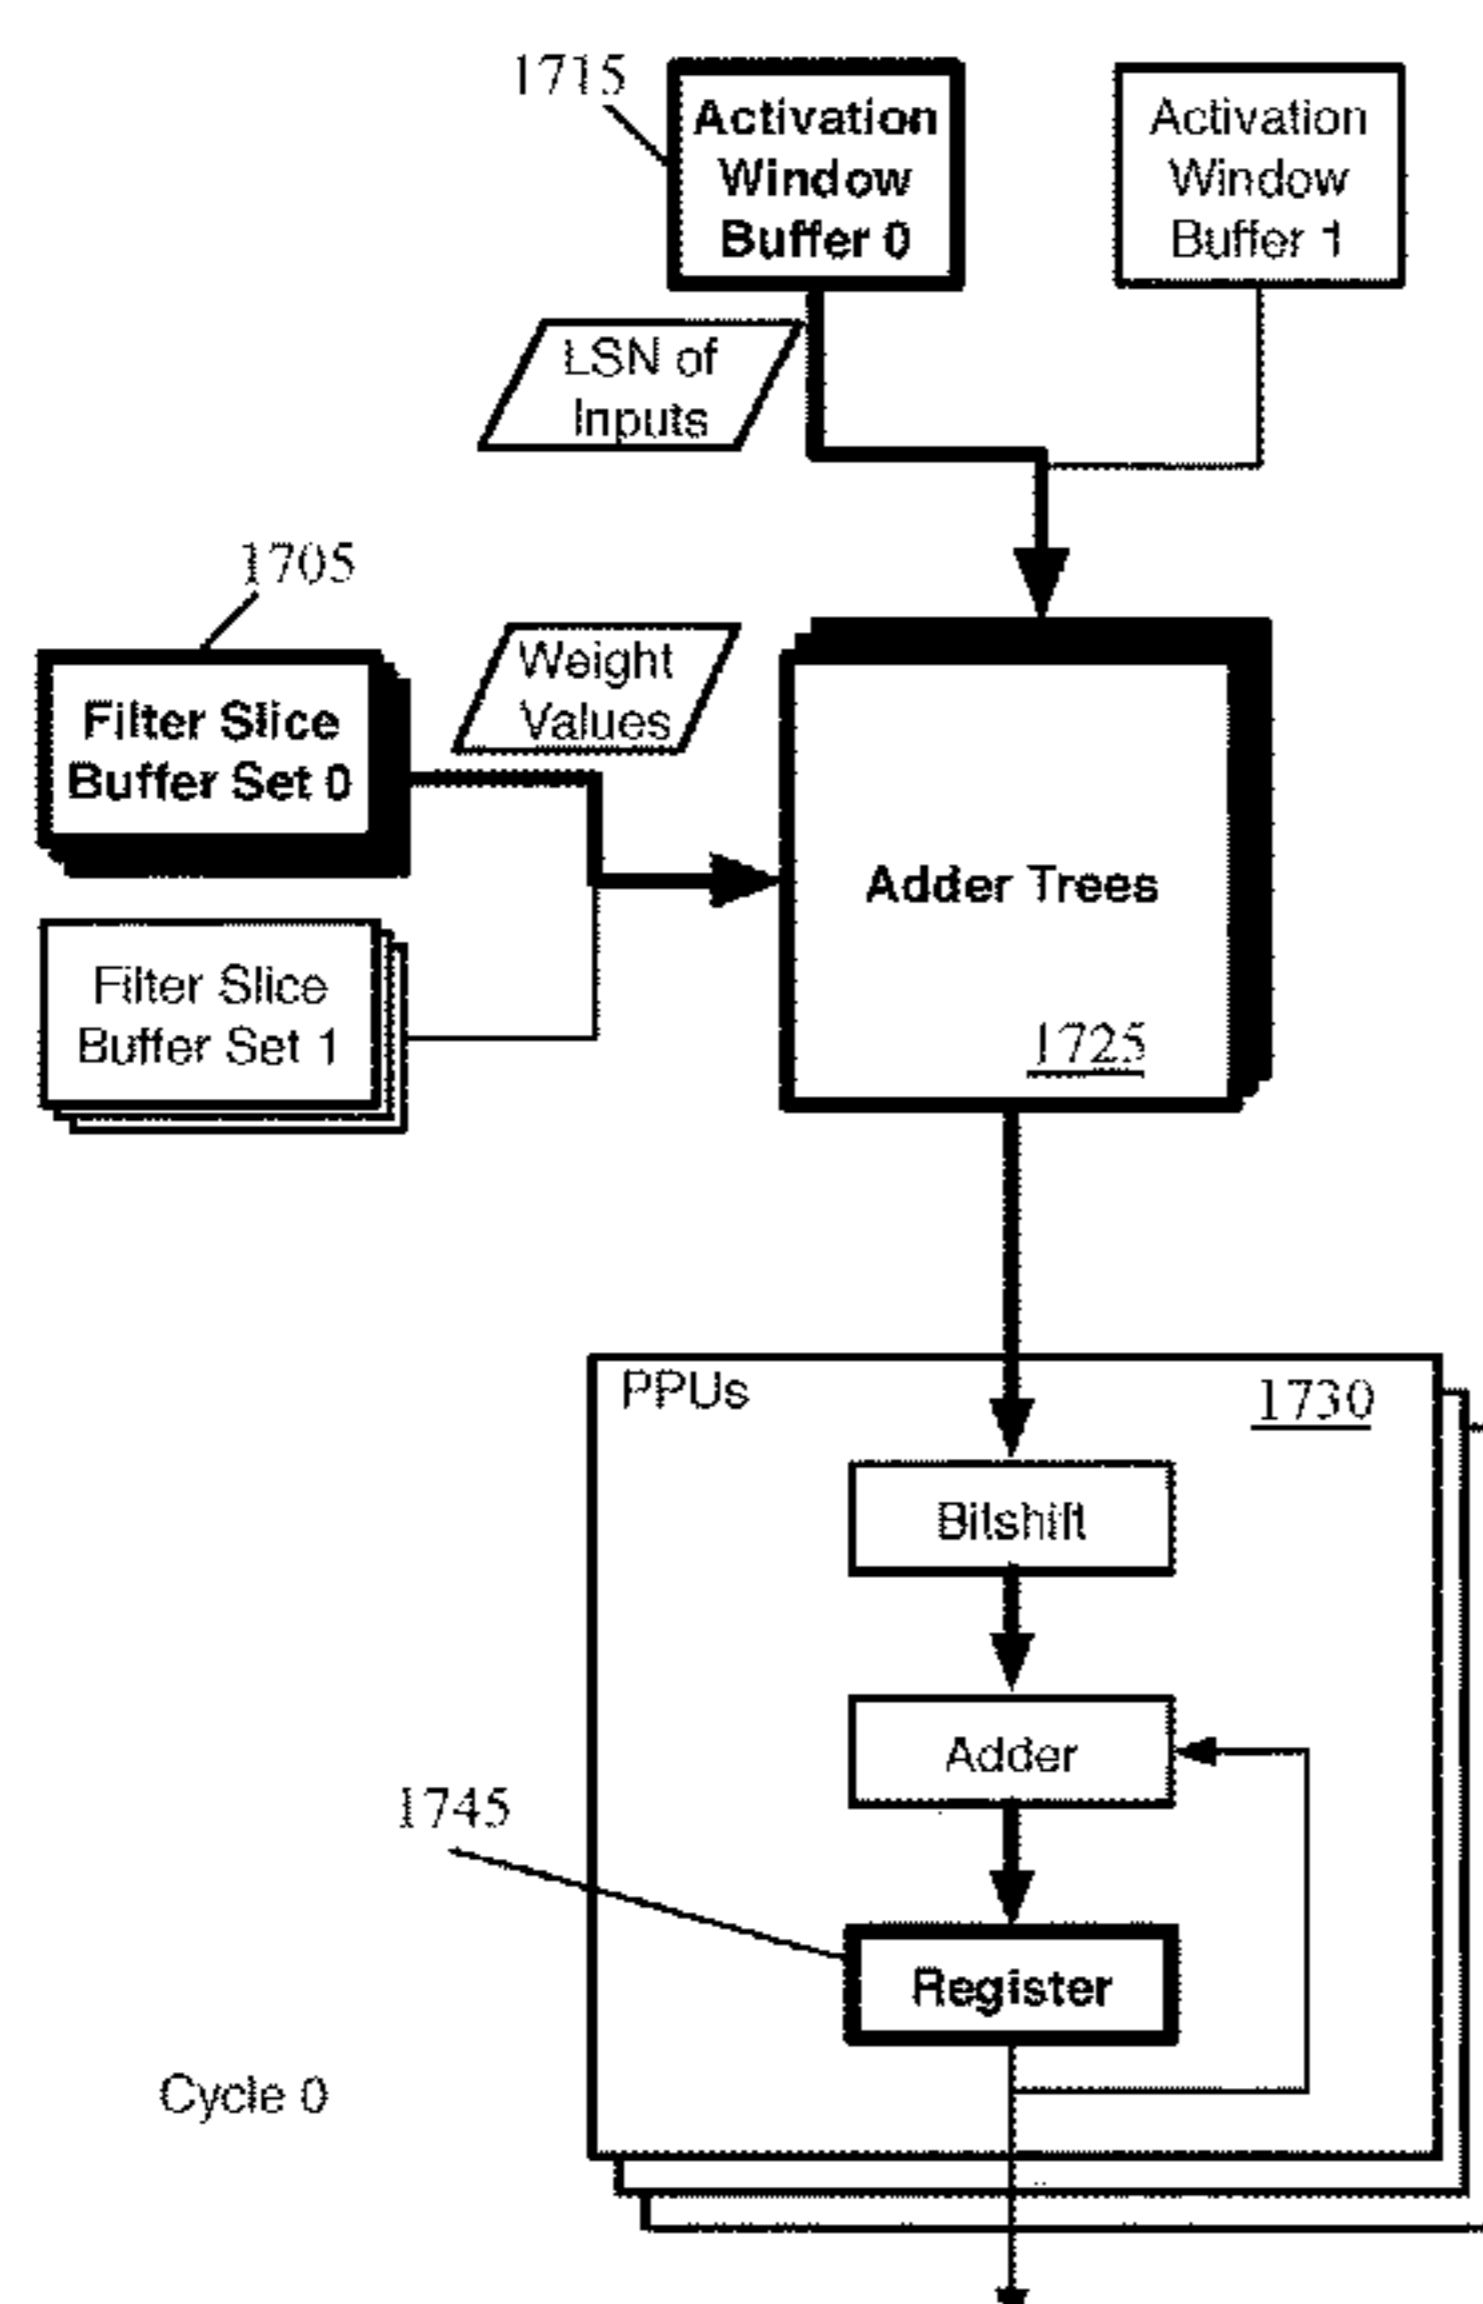 1715
Activation
Window
Buffer 0
Activation
Window
Buffer 1
LSN of
Inputs
1705
Weight
Values
Filter Slice
Buffer Set 0
Adder Trees
Filter Slice
Buffer Set 1
1725
PPUs
1730
Bitshift
Adder
1745
Register
Cycle 0